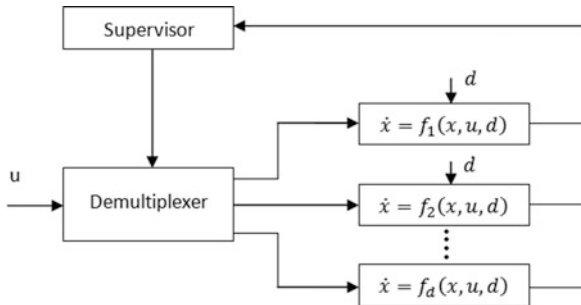 Supervisor
d
ẋ = f₁(x, u, d)
u
Demultiplexer
d
ẋ = f₂(x, u, d)
ẋ = f_d(x, u, d)